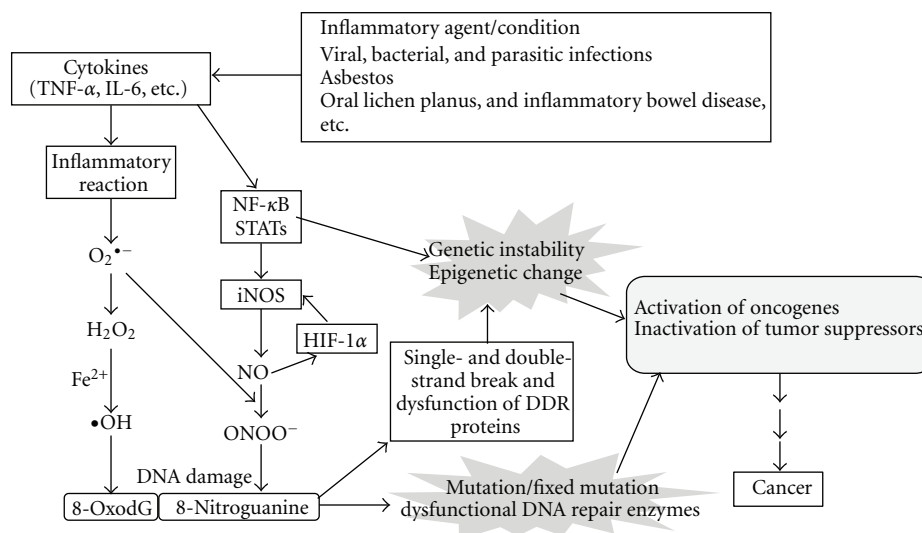 Inflammatory agent/condition
Viral, bacterial, and parasitic infections
Asbestos
Oral lichen planus, and inflammatory bowel disease,
etc.
Cytokines
(TNF-α, IL-6, etc.)
Inflammatory
reaction
NF-κB
STATs
Genetic instability
Epigenetic change
O₂•−
iNOS
Activation of oncogenes
Inactivation of tumor suppressors
H₂O₂
HIF-1α
Single- and double-
strand break and
dysfunction of DDR
proteins
NO
Fe²⁺
•OH
ONOO⁻
DNA damage
8-OxodG
8-Nitroguanine
Mutation/fixed mutation
dysfunctional DNA repair enzymes
Cancer